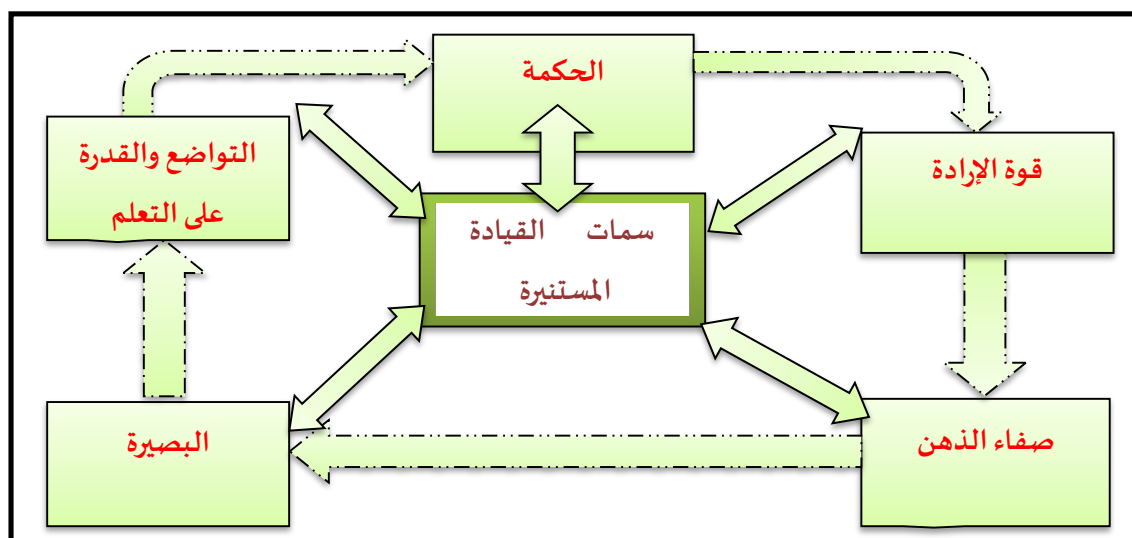 الحكمة
قوة الإرادة
التواضع والقدرة
على التعلم
سمات القيادة
المستنيرة
صفاء الذهن
البصيرة